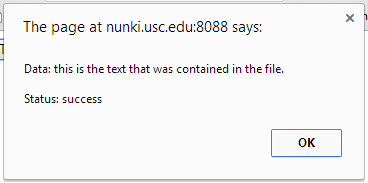 The page at nunki.usc.edu:8088 says:
Data: this is the text that was contained in the file.
Status: success
OK